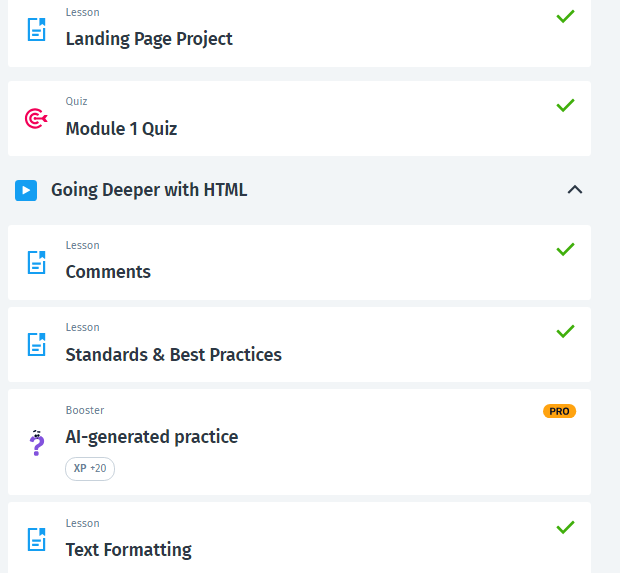 Lesson
Landing Page Project
Quiz
Module 1 Quiz
Going Deeper with HTML
Lesson
Comments
Lesson
Standards & Best Practices
Booster
PRO
AI-generated practice
XP +20
Lesson
Text Formatting